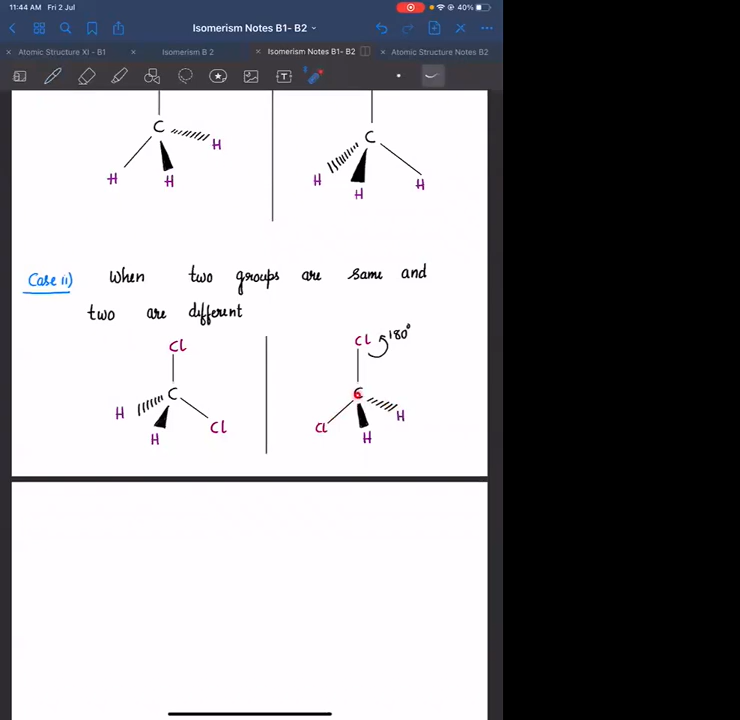 11:44 AM Fri 2 Jul
40%
Isomerism Notes B1- B2
Atomic Structure XI - B1
Isomerism B 2
Isomerism Notes B1- B2
Atomic Structure Notes B2
C
H
H
H
C
H
H
H
Case ii) When two groups are same and
two are different
Cl
C
H
H
Cl
Cl
180°
C
Cl
H
H